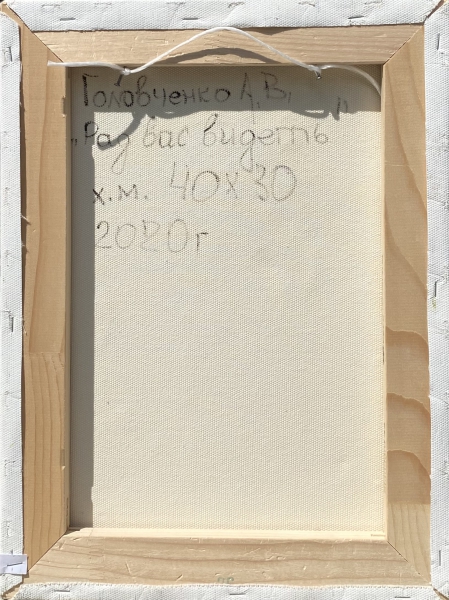 Головченко А.В.
„Рад Вас видеть"
х.м. 40х30
2020г